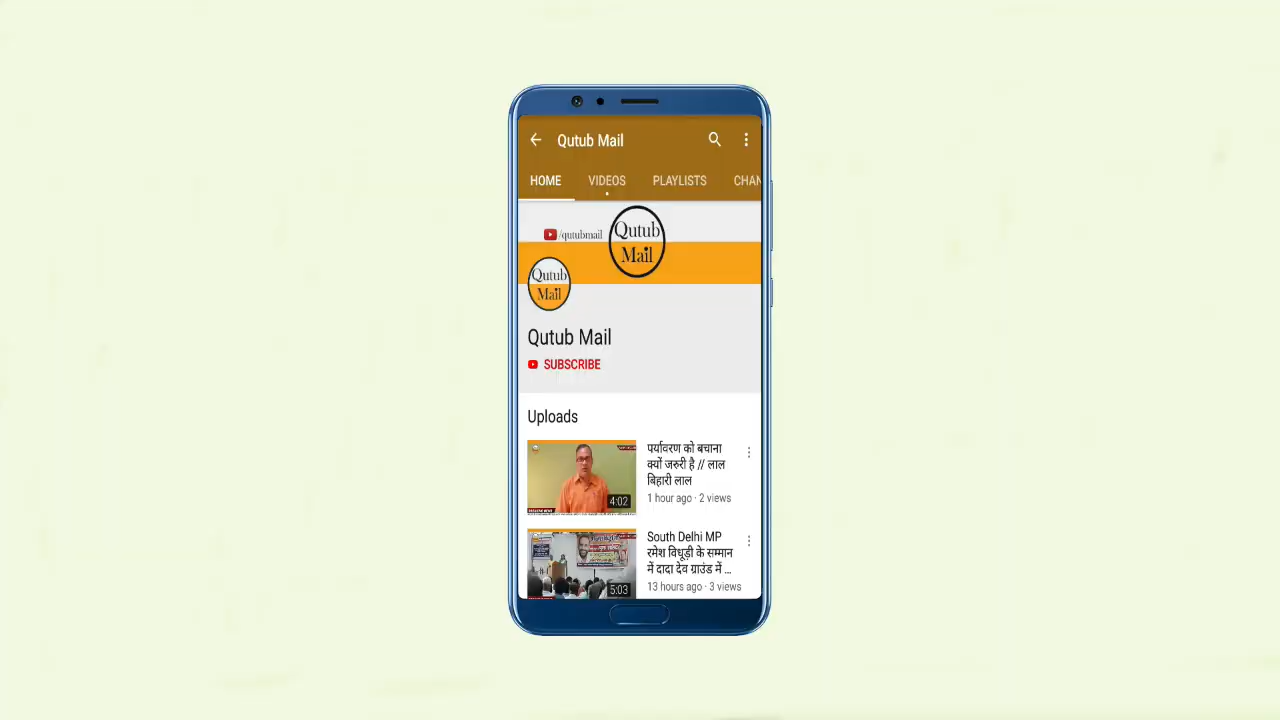 Qutub Mail
HOME VIDEOS PLAYLISTS CHAN
/qutubmail
Qutub
Mail
Qutub
Mail
Qutub Mail
SUBSCRIBE
Uploads
पर्यावरण को बचाना
क्यों जरुरी है // लाल
बिहारी लाल
1 hour ago · 2 views
4:02
South Delhi MP
रमेश विधूड़ी के सम्मान
में दादा देव ग्राउंड में ...
13 hours ago · 3 views
5:03